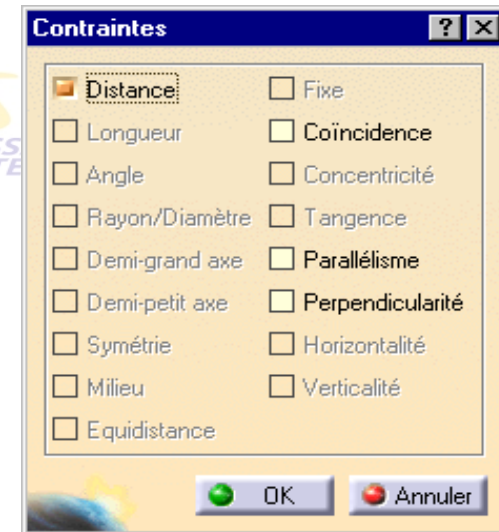 Contraintes
Distance
Fixe
Longueur
Coïncidence
Angle
Concentricité
Rayon/Diamètre
Tangence
Demi-grand axe
Parallélisme
Demi-petit axe
Perpendicularité
Symétrie
Horizontalité
Milieu
Verticalité
Equidistance
OK
Annuler